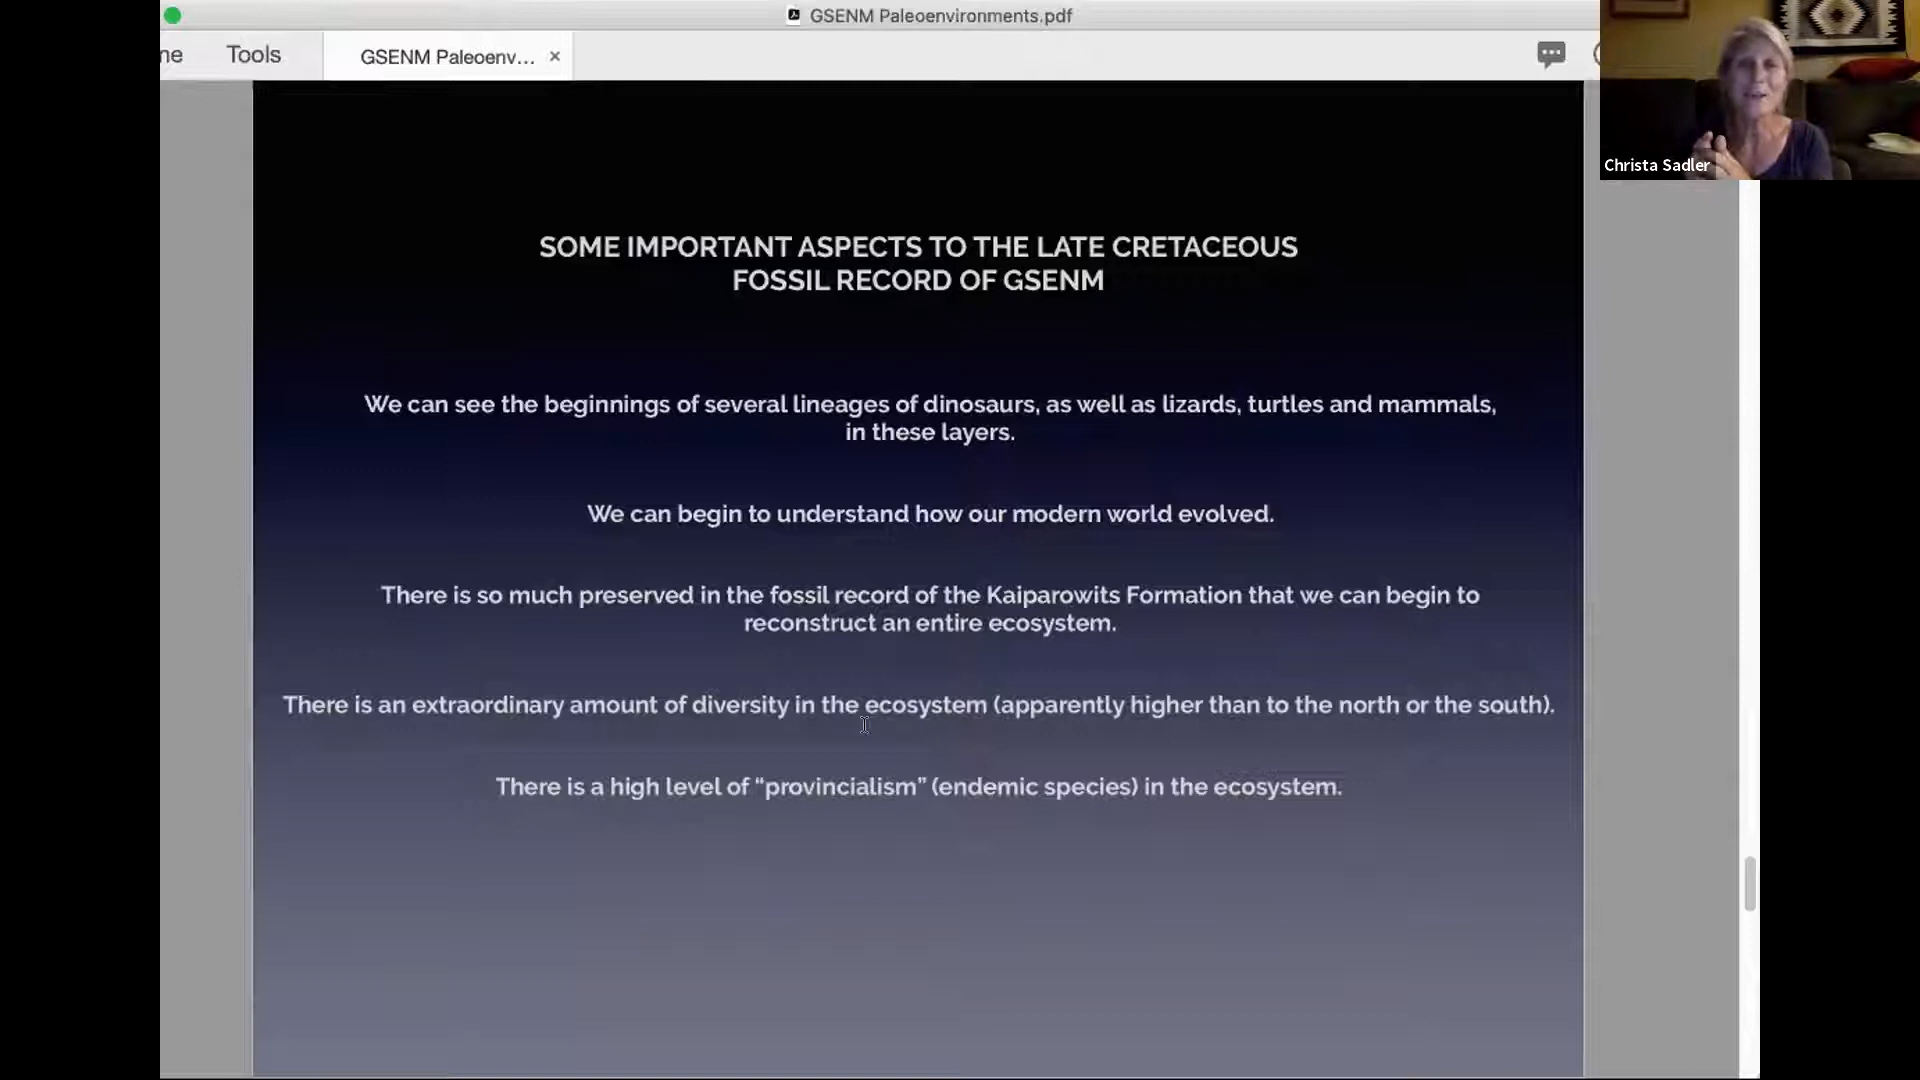 GSENM Paleoenvironments.pdf
ne Tools GSENM Paleoenv... ×
Christa Sadler
SOME IMPORTANT ASPECTS TO THE LATE CRETACEOUS
FOSSIL RECORD OF GSENM
We can see the beginnings of several lineages of dinosaurs, as well as lizards, turtles and mammals,
in these layers.
We can begin to understand how our modern world evolved.
There is so much preserved in the fossil record of the Kaiparowits Formation that we can begin to
reconstruct an entire ecosystem.
There is an extraordinary amount of diversity in the ecosystem (apparently higher than to the north or the south).
There is a high level of “provincialism” (endemic species) in the ecosystem.